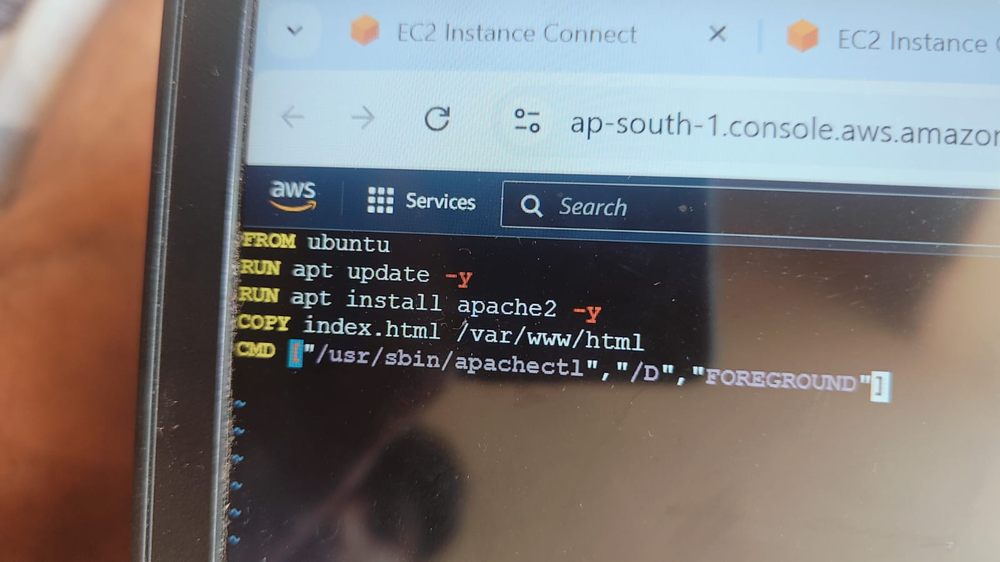 EC2 Instance Connect
EC2 Instance
ap-south-1.console.aws.amazon
aws
Services
Search
FROM ubuntu
RUN apt update -y
RUN apt install apache2 -y
COPY index.html /var/www/html
CMD ["/usr/sbin/apachectl","/D","FOREGROUND"]
~
~
~
~
~
~